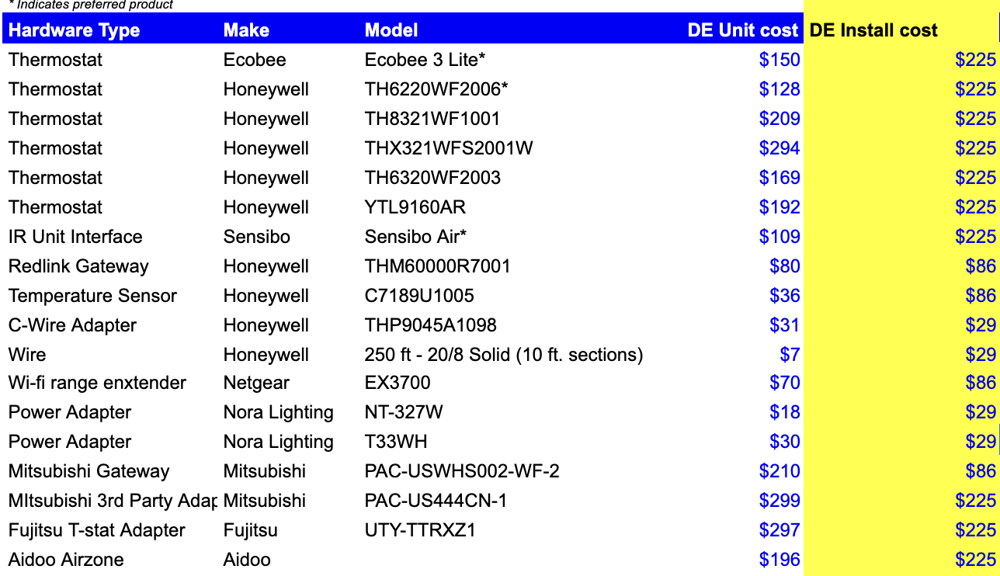 * Indicates preferred product
Hardware Type Make Model DE Unit cost DE Install cost
Thermostat Ecobee Ecobee 3 Lite* $150 $225
Thermostat Honeywell TH6220WF2006* $128 $225
Thermostat Honeywell TH8321WF1001 $209 $225
Thermostat Honeywell THX321WFS2001W $294 $225
Thermostat Honeywell TH6320WF2003 $169 $225
Thermostat Honeywell YTL9160AR $192 $225
IR Unit Interface Sensibo Sensibo Air* $109 $225
Redlink Gateway Honeywell THM60000R7001 $80 $86
Temperature Sensor Honeywell C7189U1005 $36 $86
C-Wire Adapter Honeywell THP9045A1098 $31 $29
Wire Honeywell 250 ft - 20/8 Solid (10 ft. sections) $7 $29
Wi-fi range enxtender Netgear EX3700 $70 $86
Power Adapter Nora Lighting NT-327W $18 $29
Power Adapter Nora Lighting T33WH $30 $29
Mitsubishi Gateway Mitsubishi PAC-USWHS002-WF-2 $210 $86
MItsubishi 3rd Party Adap Mitsubishi PAC-US444CN-1 $299 $225
Fujitsu T-stat Adapter Fujitsu UTY-TTRXZ1 $297 $225
Aidoo Airzone Aidoo $196 $225